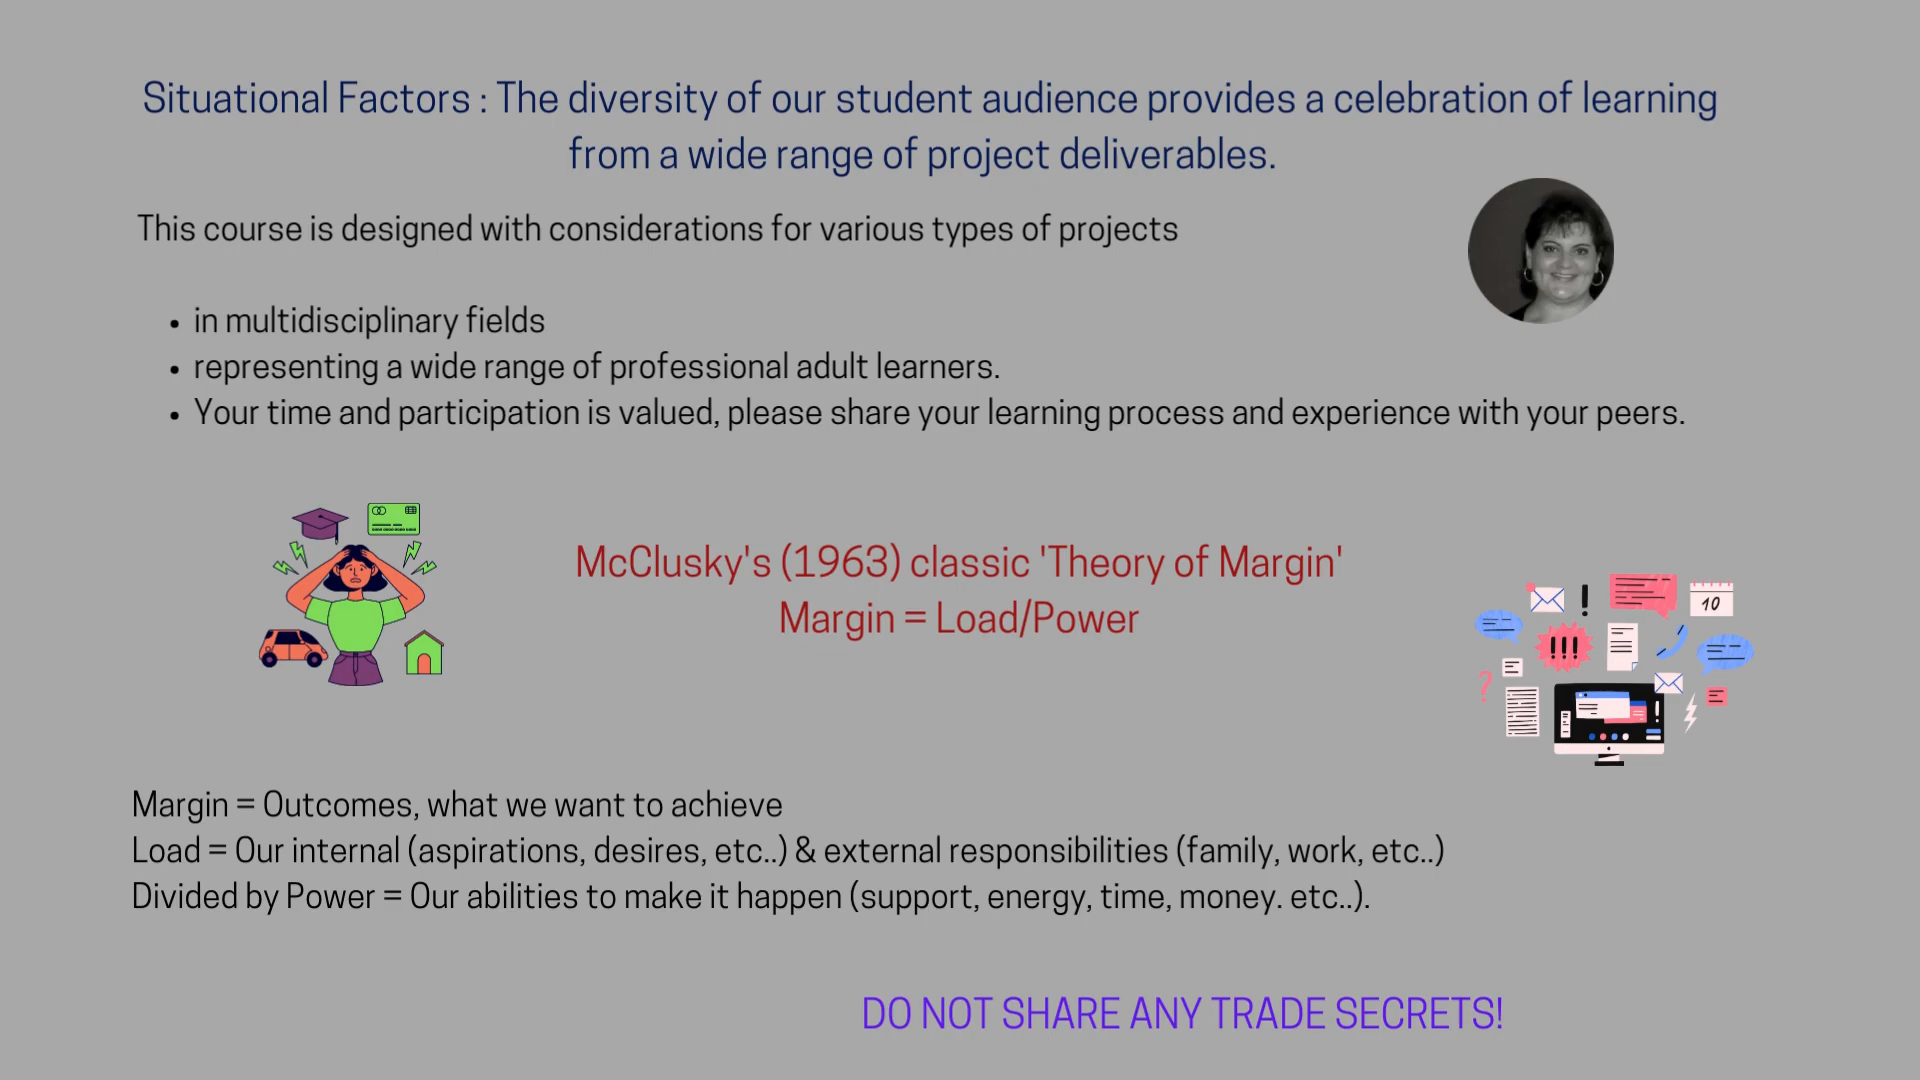 Situational Factors : The diversity of our student audience provides a celebration of learning
from a wide range of project deliverables.
This course is designed with considerations for various types of projects
• in multidisciplinary fields
• representing a wide range of professional adult learners.
• Your time and participation is valued, please share your learning process and experience with your peers.
McClusky's (1963) classic 'Theory of Margin'
Margin = Load/Power
!
10
!!!
?
!
Margin = Outcomes, what we want to achieve
Load = Our internal (aspirations, desires, etc..) & external responsibilities (family, work, etc..)
Divided by Power = Our abilities to make it happen (support, energy, time, money. etc..).
DO NOT SHARE ANY TRADE SECRETS!